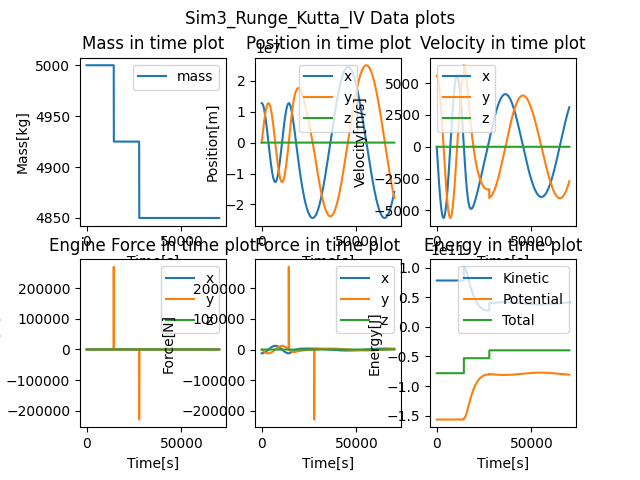 Sim3_Runge_Kutta_IV Data plots
Mass in time plot
Position in time plot
Velocity in time plot
1e7
mass
x
y
z
x
y
z
Mass[kg]
5000
4950
4900
4850
Position[m]
2
1
0
−1
−2
Velocity[m/s]
5000
2500
0
−2500
−5000
0
50000
0
50000
0
50000
Time[s]
Time[s]
Time[s]
Engine Force in time plot
Force in time plot
Energy in time plot
1e11
x
y
z
x
y
z
Kinetic
Potential
Total
200000
100000
0
−100000
−200000
Force[N]
200000
100000
0
−100000
−200000
Energy[J]
1.0
0.5
0.0
−0.5
−1.0
−1.5
0
50000
0
50000
0
50000
Time[s]
Time[s]
Time[s]